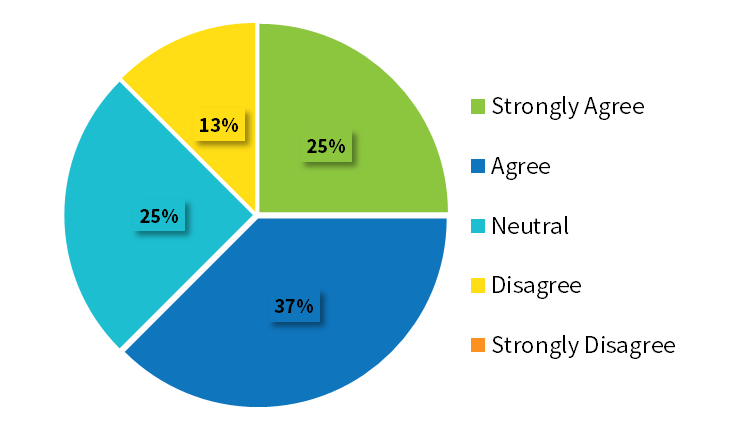 13%
25%
25%
37%
Strongly Agree
Agree
Neutral
Disagree
Strongly Disagree